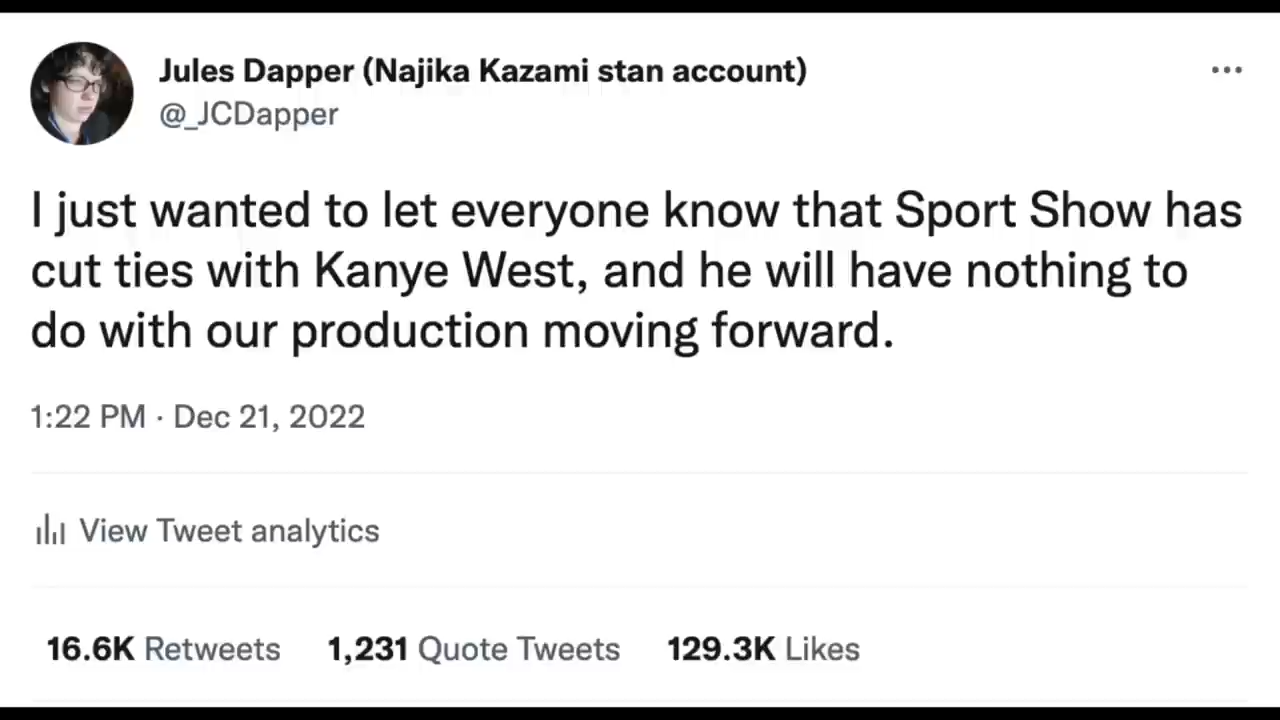 Jules Dapper (Najika Kazami stan account)
@_JCDapper
I just wanted to let everyone know that Sport Show has
cut ties with Kanye West, and he will have nothing to
do with our production moving forward.
1:22 PM · Dec 21, 2022
View Tweet analytics
16.6K Retweets 1,231 Quote Tweets 129.3K Likes